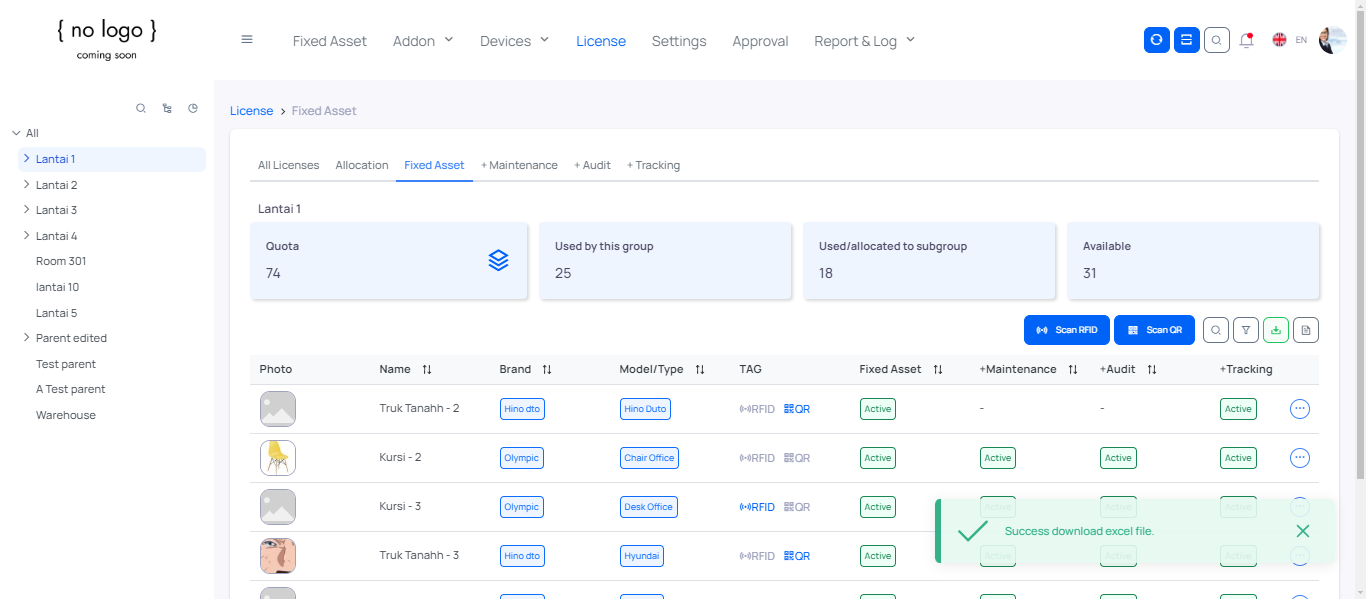 { no logo }
coming soon
Fixed Asset Addon Devices License Settings Approval Report & Log EN
License > Fixed Asset
All
Lantai 1
Lantai 2
Lantai 3
Lantai 4
Room 301
lantai 10
Lantai 5
Parent edited
Test parent
A Test parent
Warehouse
All Licenses Allocation Fixed Asset + Maintenance + Audit + Tracking
Lantai 1
Quota Used by this group Used/allocated to subgroup Available
74 25 18 31
Scan RFID Scan QR
Photo Name Brand Model/Type TAG Fixed Asset +Maintenance +Audit +Tracking
Truk Tanahh - 2 Hino dto Hino Duto RFID QR Active - - Active
Kursi - 2 Olympic Chair Office RFID QR Active Active Active Active
Kursi - 3 Olympic Desk Office RFID QR Active Active Active Active
Success download excel file.
Truk Tanahh - 3 Hino dto Hyundai RFID QR Active Active Active Active